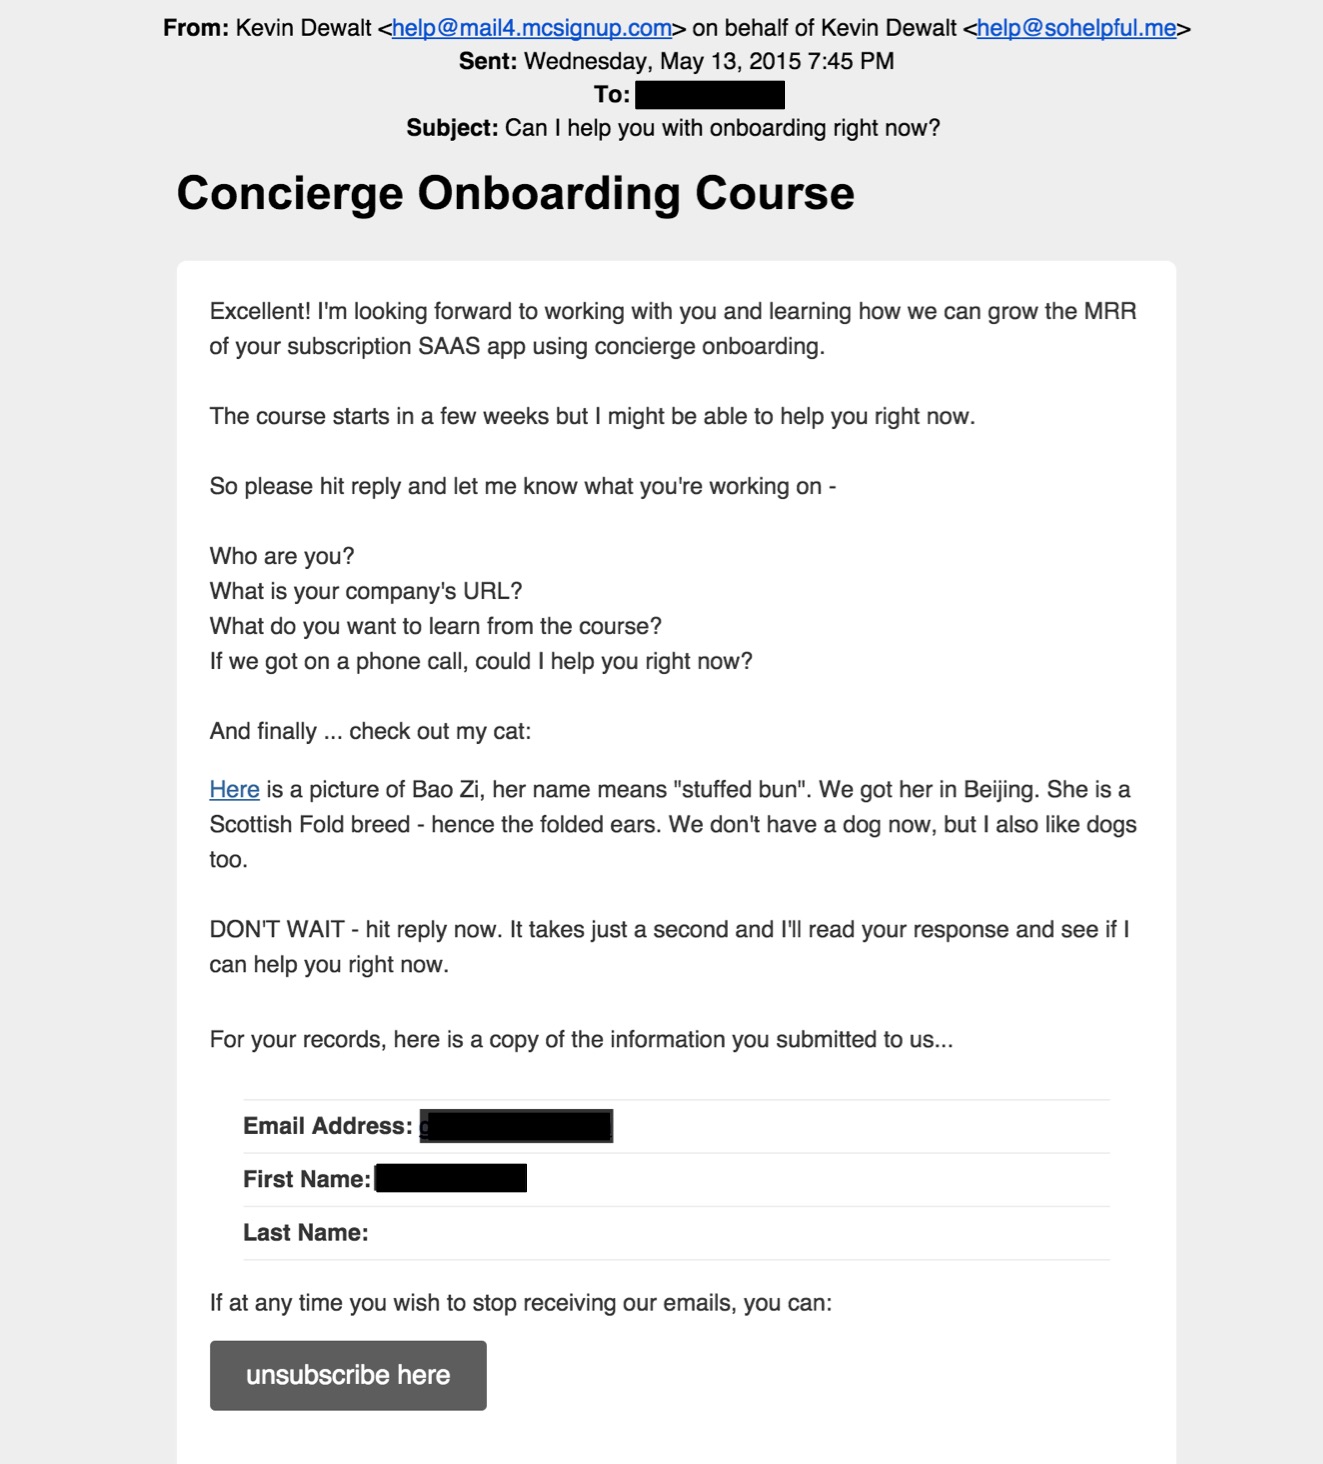 From: Kevin Dewalt <help@mail4.mcsignup.com> on behalf of Kevin Dewalt <help@sohelpful.me>
Sent: Wednesday, May 13, 2015 7:45 PM
To:
Subject: Can I help you with onboarding right now?
Concierge Onboarding Course
Excellent! I'm looking forward to working with you and learning how we can grow the MRR
of your subscription SAAS app using concierge onboarding.
The course starts in a few weeks but I might be able to help you right now.
So please hit reply and let me know what you're working on -
Who are you?
What is your company's URL?
What do you want to learn from the course?
If we got on a phone call, could I help you right now?
And finally ... check out my cat:
Here is a picture of Bao Zi, her name means "stuffed bun". We got her in Beijing. She is a
Scottish Fold breed - hence the folded ears. We don't have a dog now, but I also like dogs
too.
DON'T WAIT - hit reply now. It takes just a second and I'll read your response and see if I
can help you right now.
For your records, here is a copy of the information you submitted to us...
Email Address:
First Name:
Last Name:
If at any time you wish to stop receiving our emails, you can:
unsubscribe here